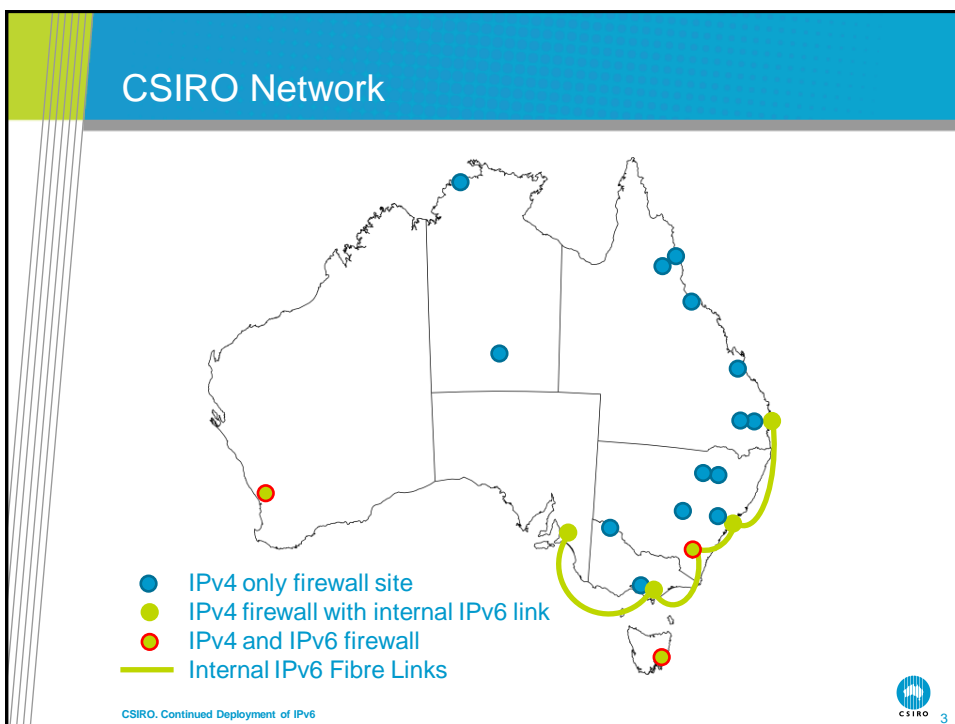 CSIRO Network
IPv4 only firewall site
IPv4 firewall with internal IPv6 link
IPv4 and IPv6 firewall
Internal IPv6 Fibre Links
CSIRO. Continued Deployment of IPv6
CSIRO
3